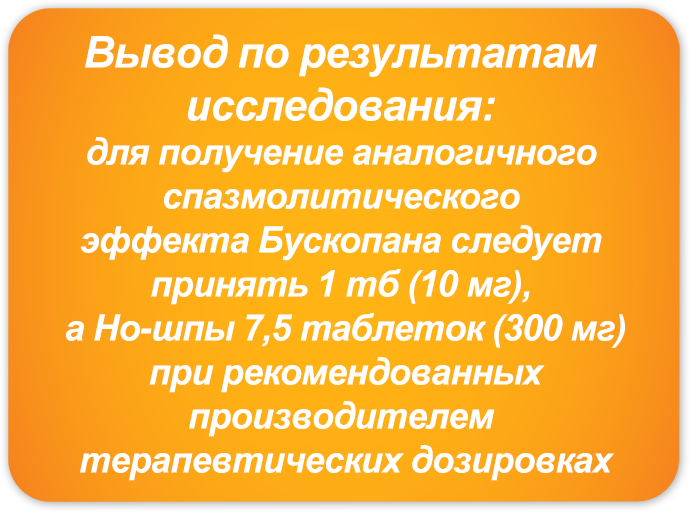 Вывод по результатам
исследования:
для получение аналогичного
спазмолитического
эффекта Бускопана следует
принять 1 тб (10 мг),
а Но-шпы 7,5 таблеток (300 мг)
при рекомендованных
производителем
терапевтических дозировках